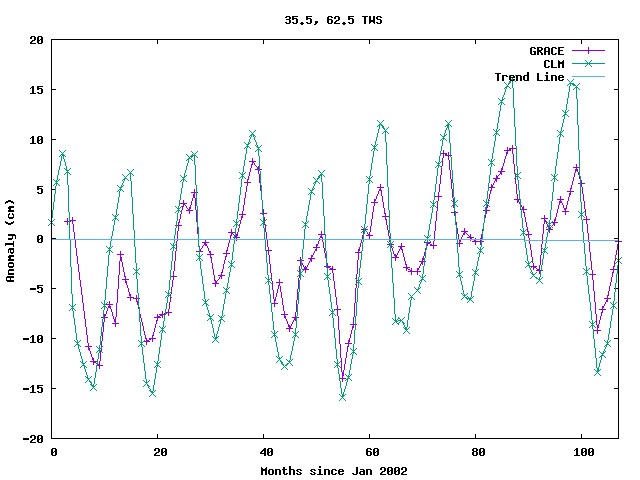 35.5, 62.5 TWS
GRACE
CLM
Trend Line
20
15
10
5
0
-5
-10
-15
-20
Anomaly (cm)
0 20 40 60 80 100
Months since Jan 2002